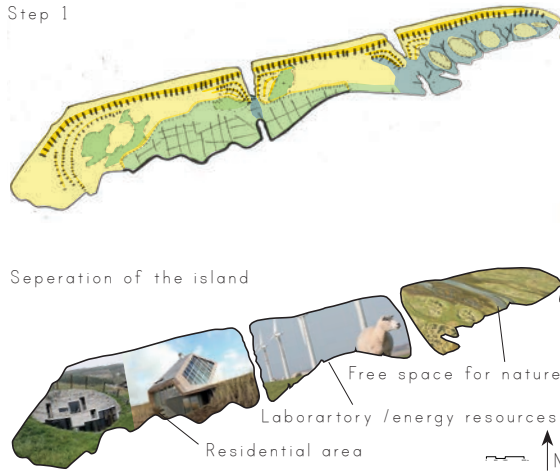 Step 1
Seperation of the island
Free space for nature
Laborartory /energy resources
Residential area
N